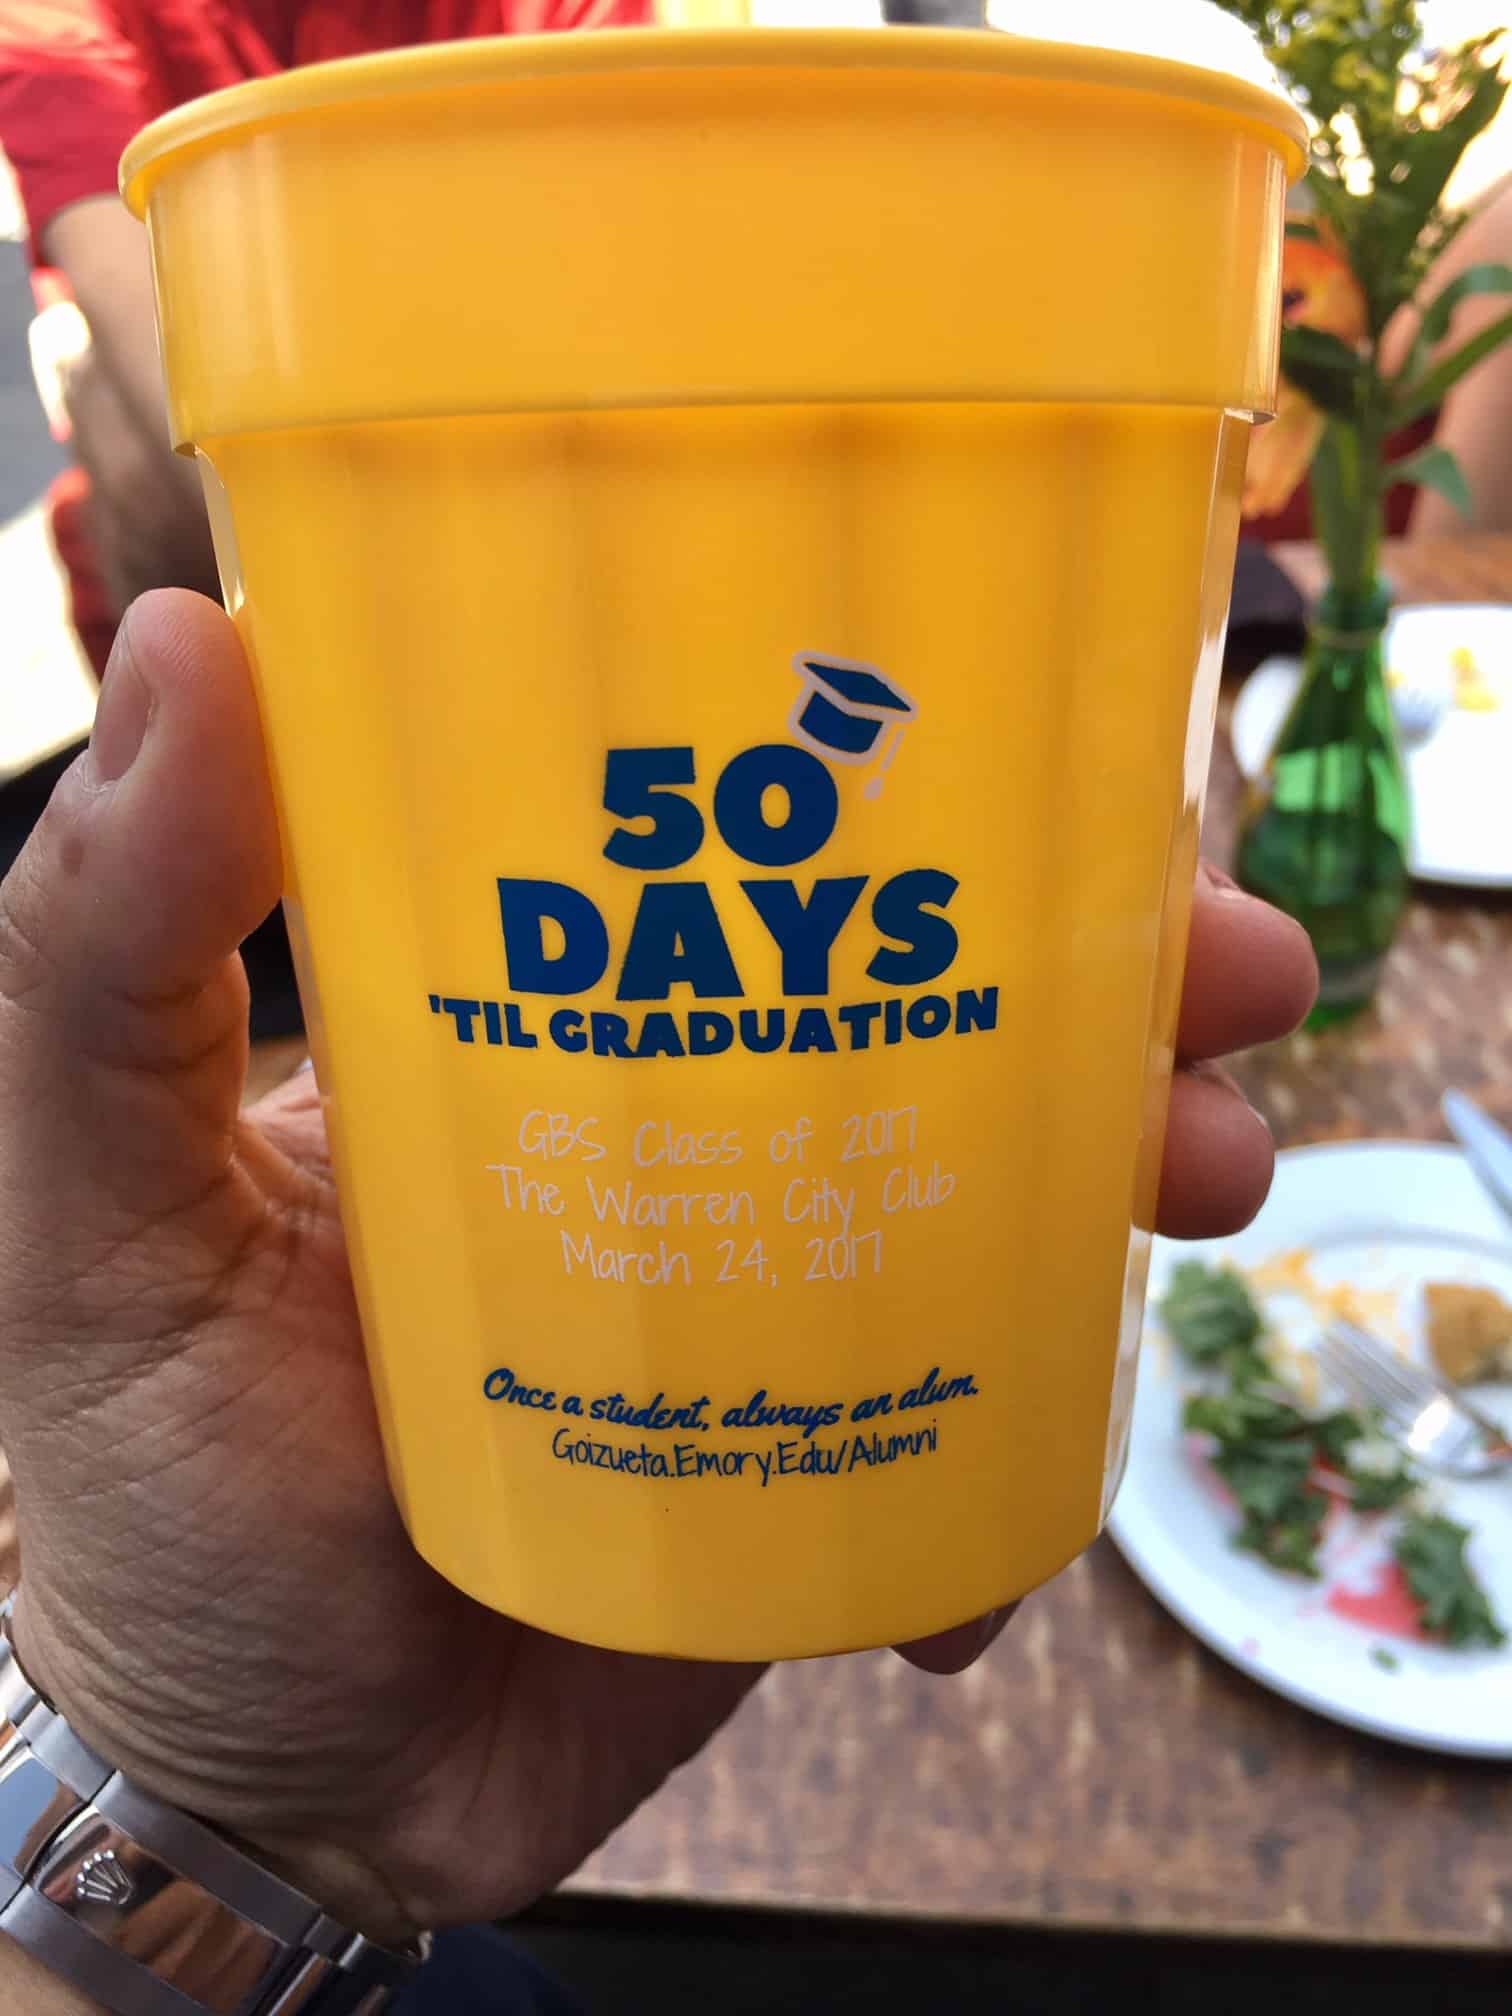 50
DAYS
'TIL GRADUATION
GBS Class of 2017
The Warren City Club
March 24, 2017
Once a student, always an alum.
Goizueta.Emory.Edu/Alumni